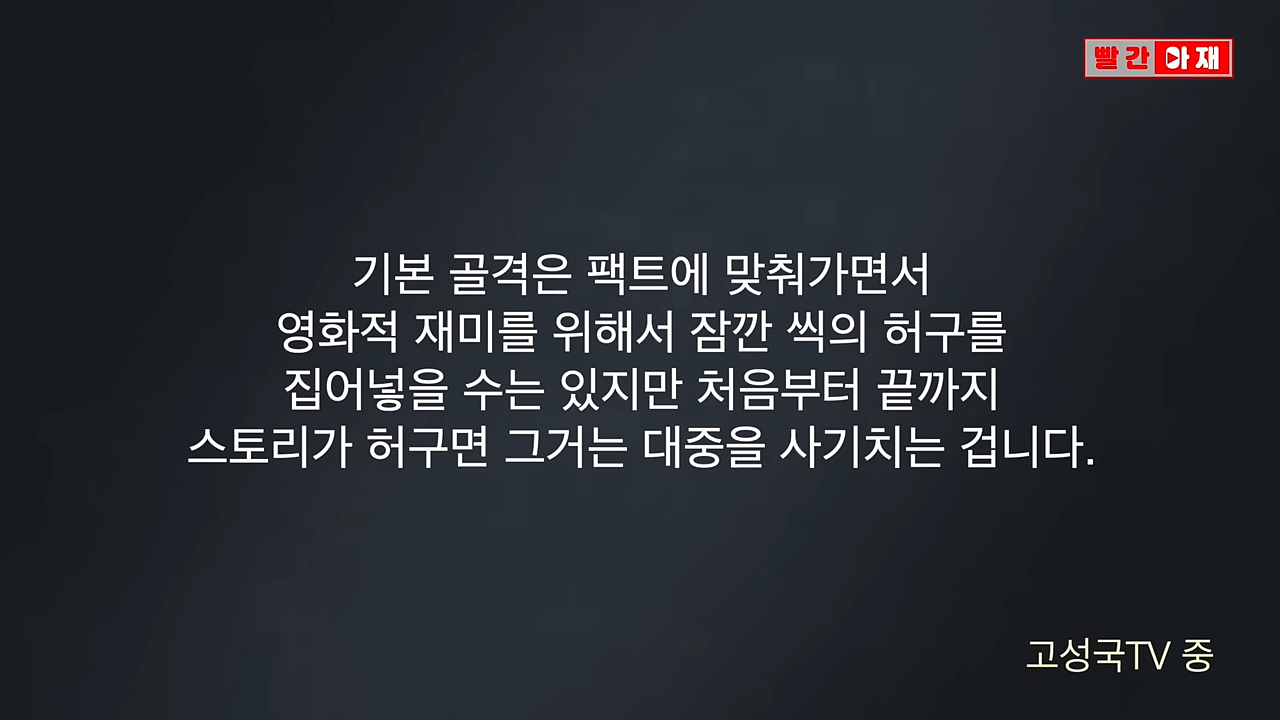 빨간아재
기본 골격은 팩트에 맞춰가면서
영화적 재미를 위해서 잠깐 씩의 허구를
집어넣을 수는 있지만 처음부터 끝까지
스토리가 허구면 그거는 대중을 사기치는 겁니다.
고성국TV 중